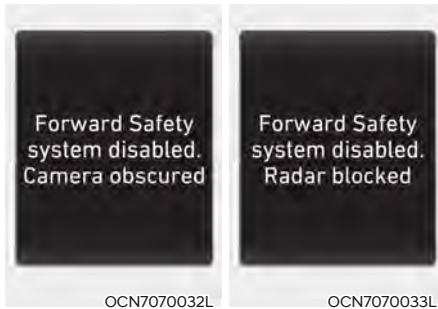 Forward Safety
system disabled.
Camera obscured
OCN7070032L
Forward Safety
system disabled.
Radar blocked
OCN7070033L